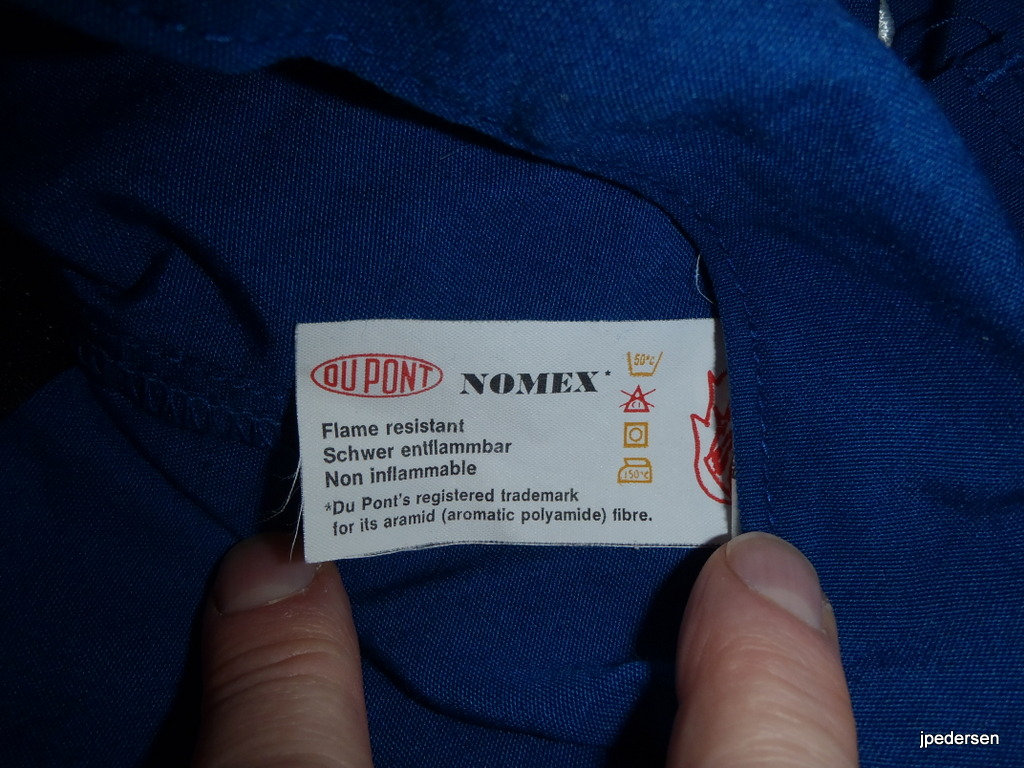 DU PONT NOMEX*
Flame resistant
Schwer entflammbar
Non inflammable
*Du Pont's registered trademark
for its aramid (aromatic polyamide) fibre.
50°C
Cl
150°C
jpedersen